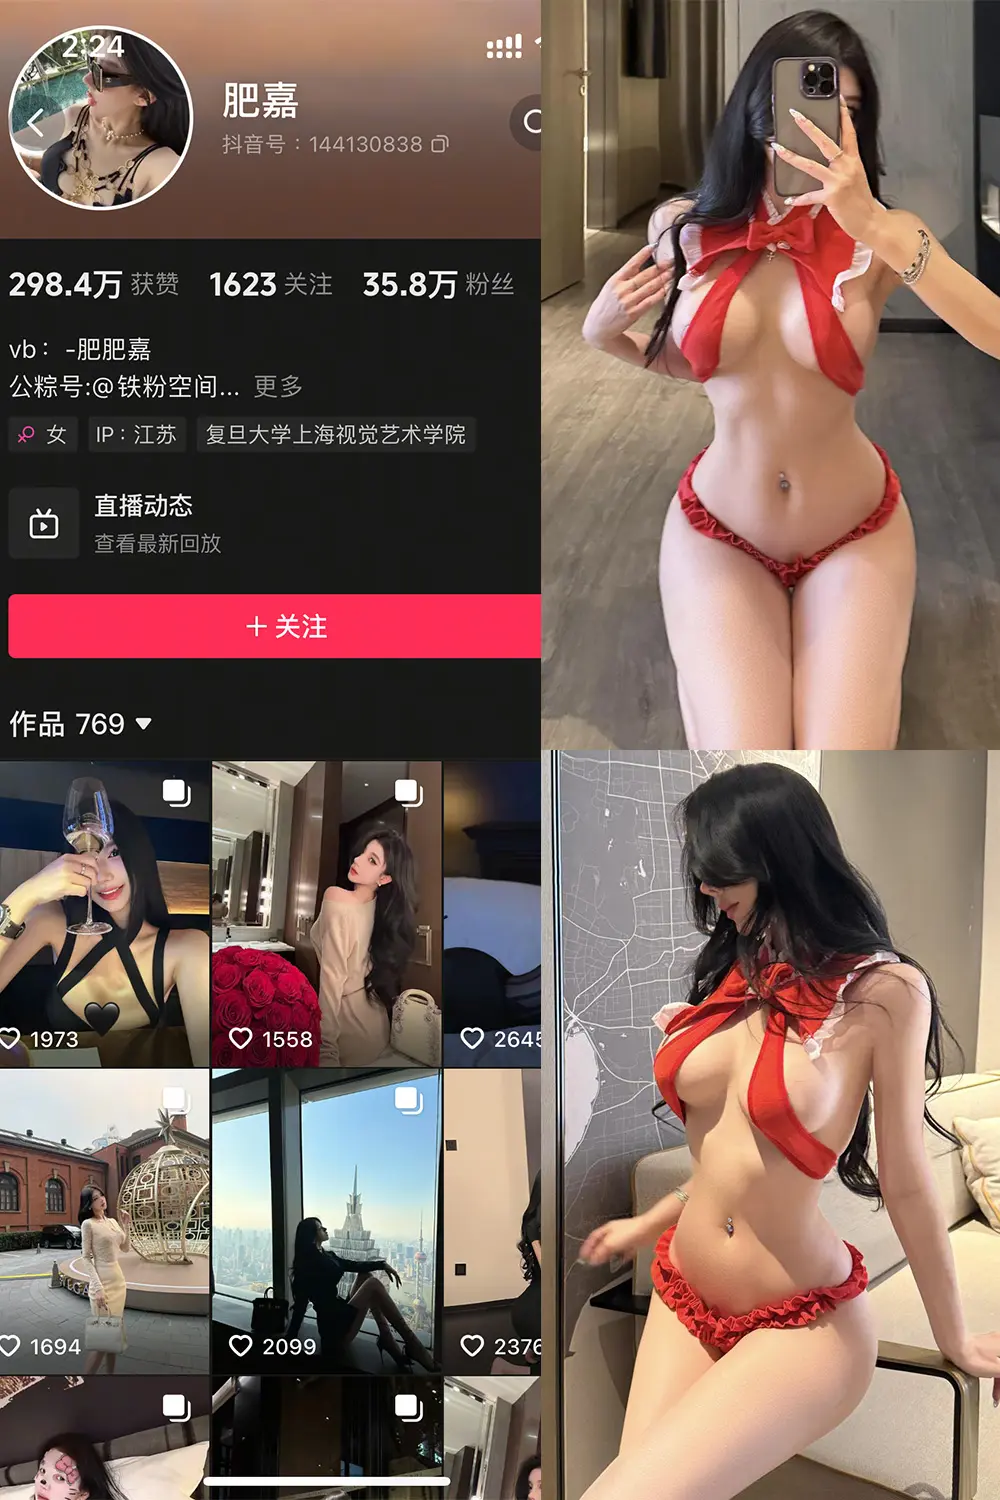 2:24
肥嘉
抖音号：144130838
298.4万 获赞 1623 关注 35.8万 粉丝
vb：-肥肥嘉
公粽号:@铁粉空间... 更多
女 IP：江苏 复旦大学上海视觉艺术学院
直播动态
查看最新回放
+ 关注
作品 769
1973 1558 2645
1694 2099 2376